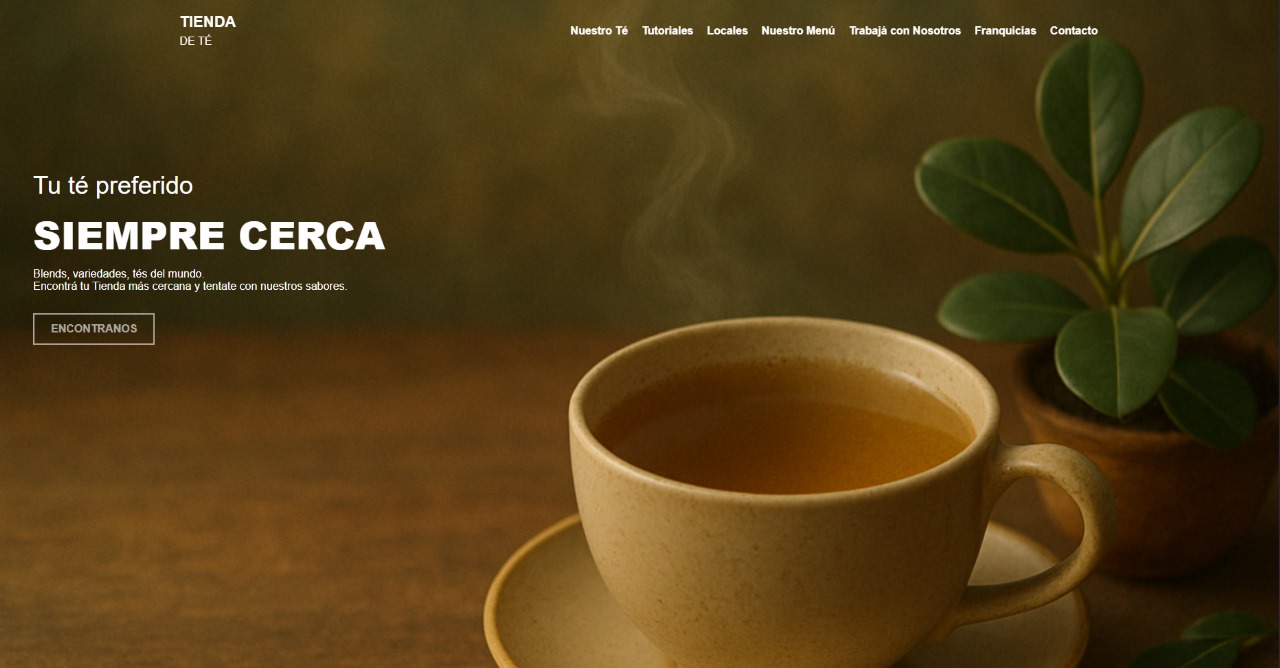 TIENDA
DE TÉ
Nuestro Té Tutoriales Locales Nuestro Menú Trabajá con Nosotros Franquicias Contacto
Tu té preferido
SIEMPRE CERCA
Blends, variedades, tés del mundo.
Encontrá tu Tienda más cercana y tentate con nuestros sabores.
ENCONTRANOS